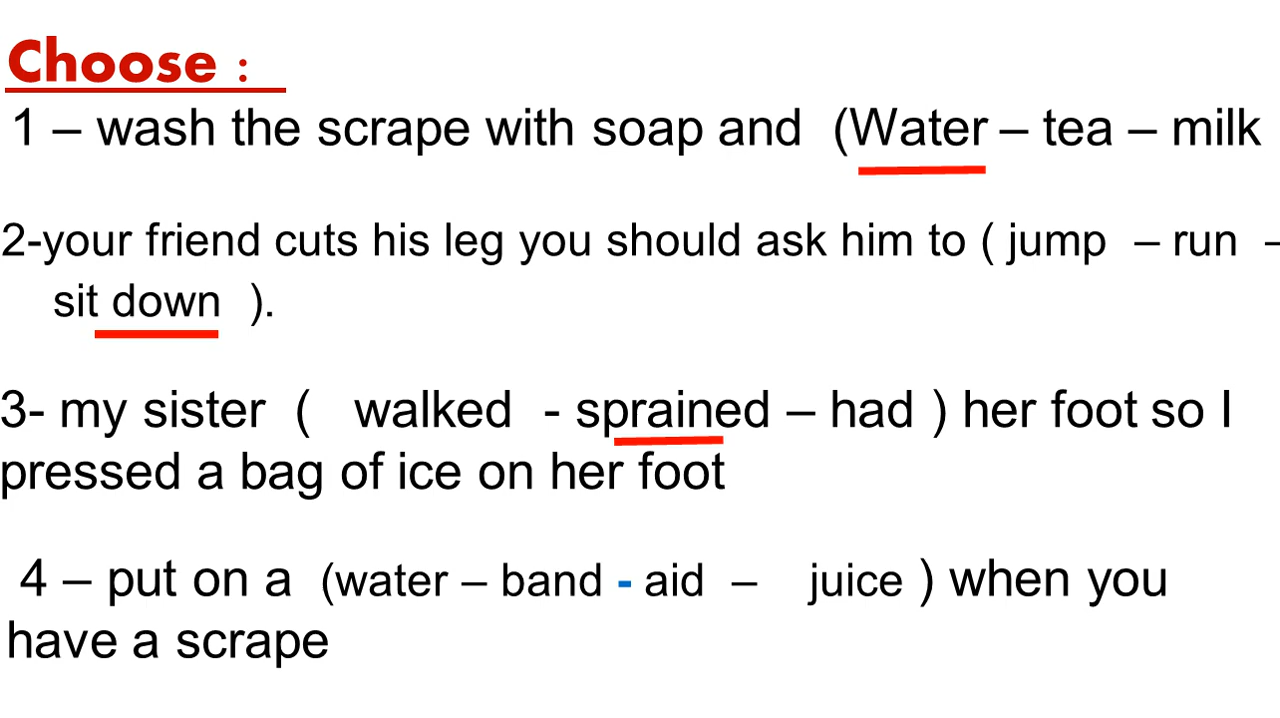 Choose :
1 – wash the scrape with soap and (Water – tea – milk
2-your friend cuts his leg you should ask him to ( jump – run –
sit down ).
3- my sister ( walked - sprained – had ) her foot so I
pressed a bag of ice on her foot
4 – put on a (water – band - aid – juice ) when you
have a scrape